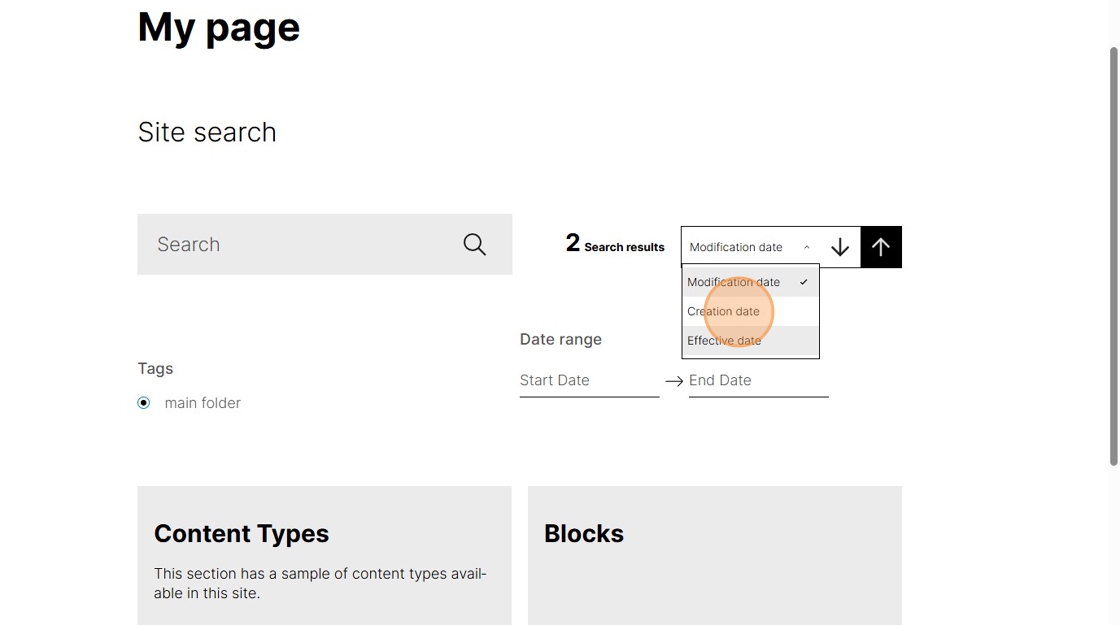 My page
Site search
Search
2 Search results
Modification date
Modification date
Creation date
Effective date
Date range
Start Date
End Date
Tags
main folder
Content Types
This section has a sample of content types avail-
able in this site.
Blocks